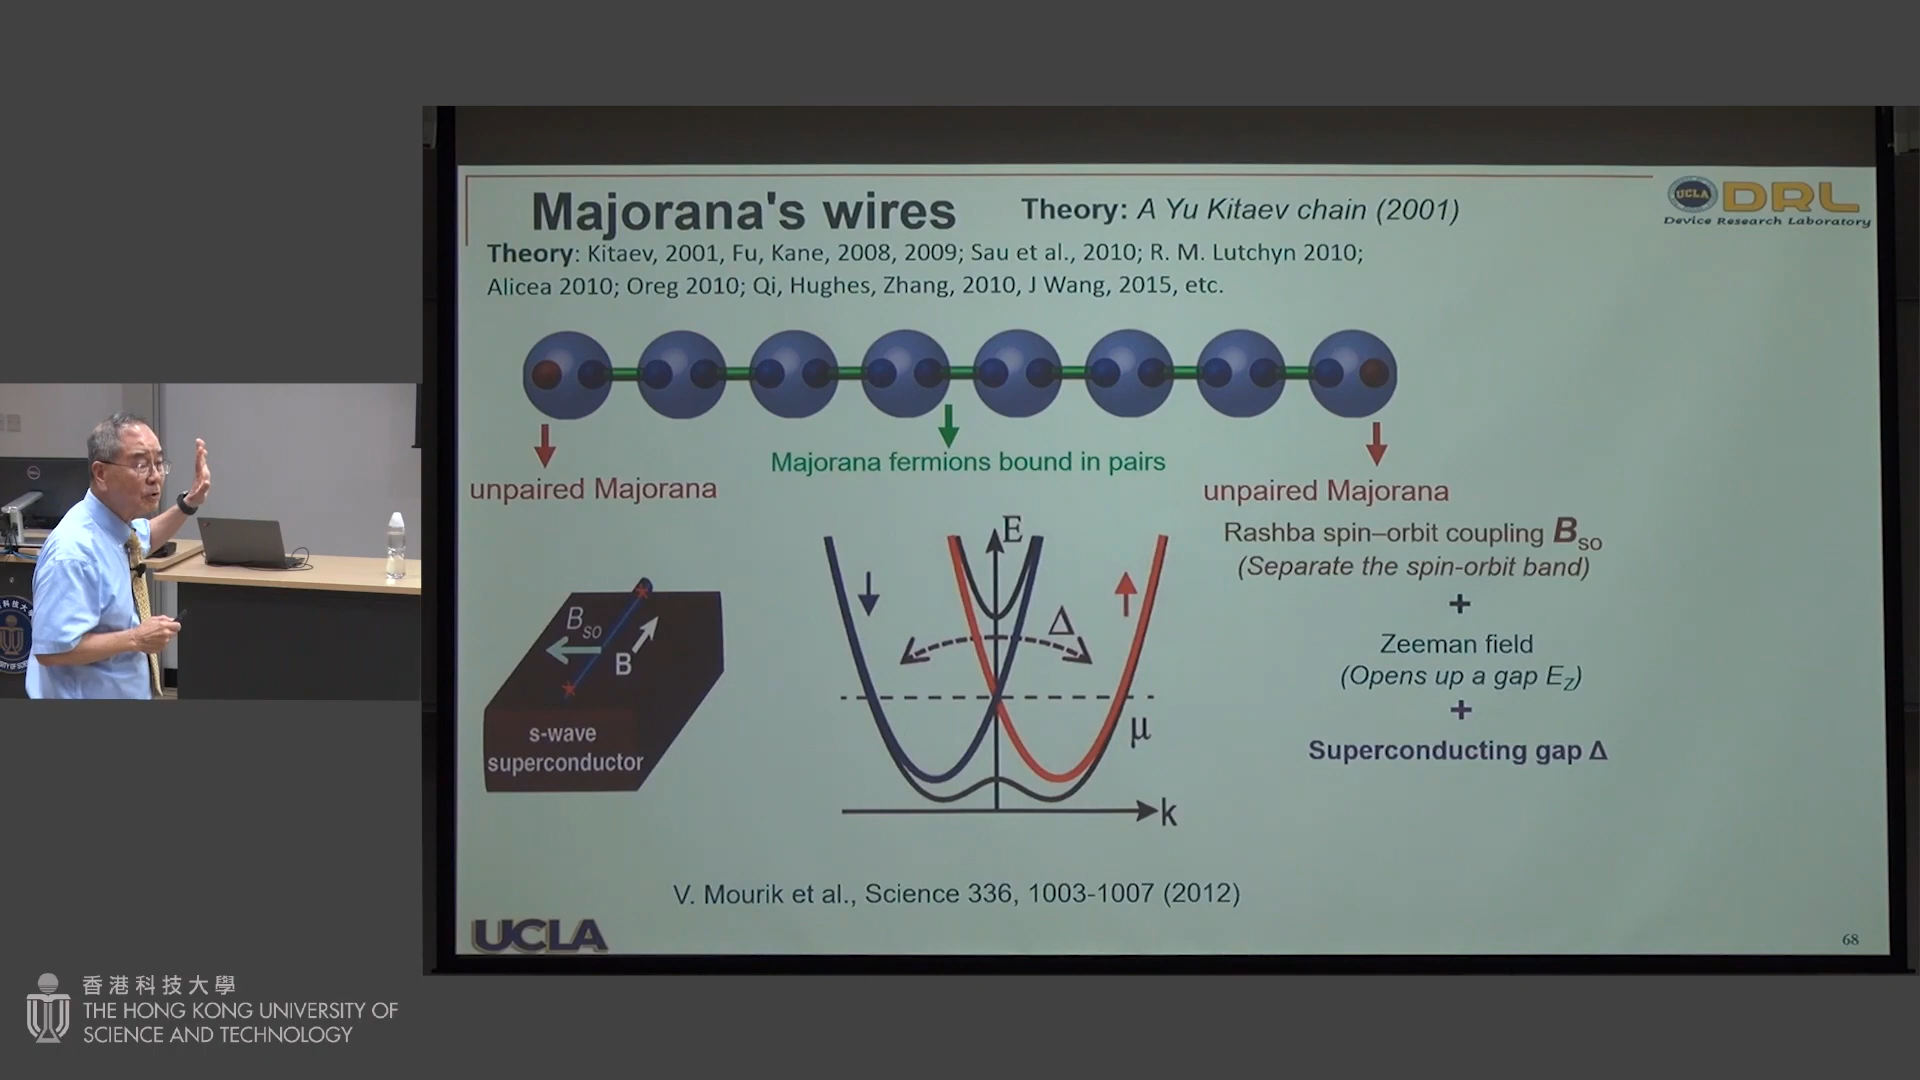 Majorana's wires
Theory: A Yu Kitaev chain (2001)
UCLA
DRL
Device Research Laboratory
Theory: Kitaev, 2001, Fu, Kane, 2008, 2009; Sau et al., 2010; R. M. Lutchyn 2010;
Alicea 2010; Oreg 2010; Qi, Hughes, Zhang, 2010, J Wang, 2015, etc.
Majorana fermions bound in pairs
unpaired Majorana
unpaired Majorana
Rashba spin–orbit coupling Bso
(Separate the spin-orbit band)
+
Zeeman field
(Opens up a gap EZ)
+
Superconducting gap Δ
E
Δ
μ
k
BSO
B
s-wave
superconductor
V. Mourik et al., Science 336, 1003-1007 (2012)
UCLA
68
DELL
香港科技大學
THE HONG KONG UNIVERSITY OF
SCIENCE AND TECHNOLOGY